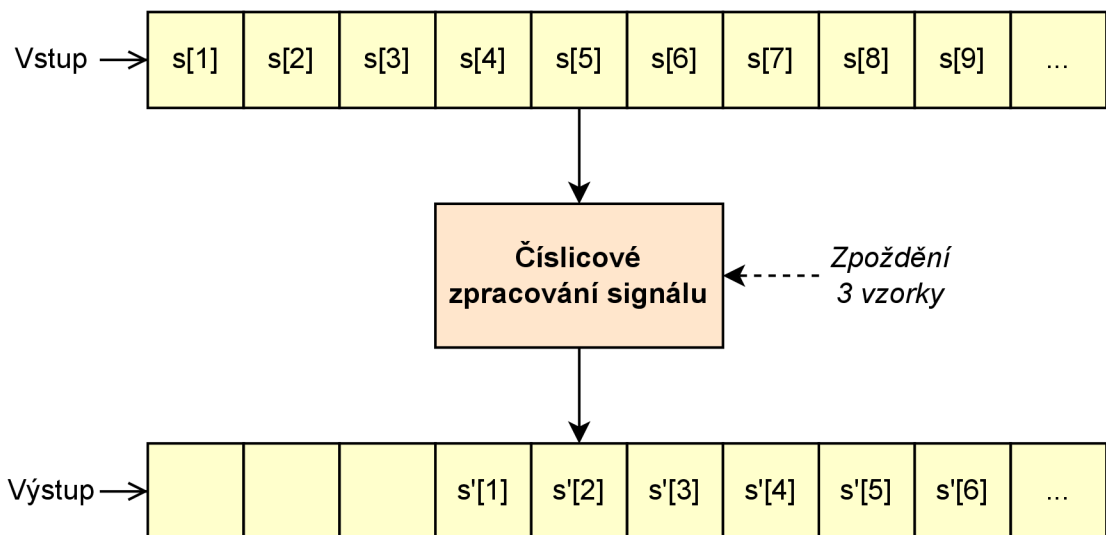 Vstup s[1] s[2] s[3] s[4] s[5] s[6] s[7] s[8] s[9] ...
Číslicové
zpracování signálu
Zpoždění
3 vzorky
Výstup s'[1] s'[2] s'[3] s'[4] s'[5] s'[6] ...